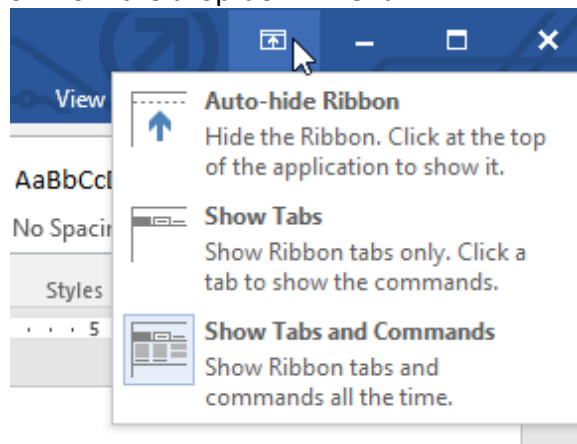 View
Auto-hide Ribbon
Hide the Ribbon. Click at the top
of the application to show it.
AaBbCcI
No Spacin
Show Tabs
Show Ribbon tabs only. Click a
tab to show the commands.
Styles
5
Show Tabs and Commands
Show Ribbon tabs and
commands all the time.